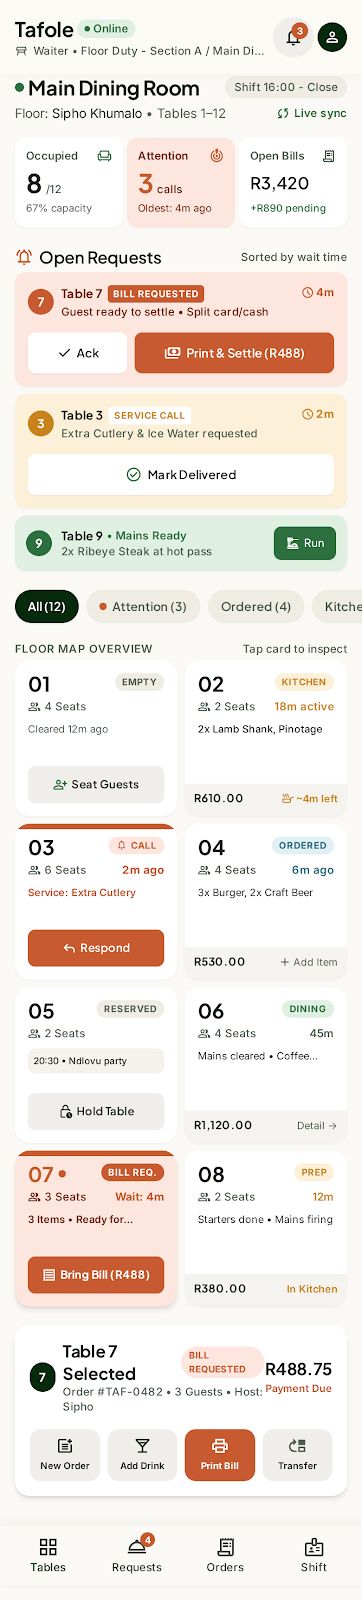 Tafole
Online
3
Waiter • Floor Duty - Section A / Main Di...
Main Dining Room
Shift 16:00 - Close
Floor: Sipho Khumalo • Tables 1–12
Live sync
Occupied
8 /12
67% capacity
Attention
3 calls
Oldest: 4m ago
Open Bills
R3,420
+R890 pending
Open Requests
Sorted by wait time
7
Table 7
BILL REQUESTED
4m
Guest ready to settle • Split card/cash
Ack
Print & Settle (R488)
3
Table 3
SERVICE CALL
2m
Extra Cutlery & Ice Water requested
Mark Delivered
9
Table 9 • Mains Ready
2x Ribeye Steak at hot pass
Run
All (12)
Attention (3)
Ordered (4)
Kitche
FLOOR MAP OVERVIEW
Tap card to inspect
01
EMPTY
4 Seats
Cleared 12m ago
Seat Guests
02
KITCHEN
2 Seats
18m active
2x Lamb Shank, Pinotage
R610.00
~4m left
03
CALL
6 Seats
2m ago
Service: Extra Cutlery
Respond
04
ORDERED
4 Seats
6m ago
3x Burger, 2x Craft Beer
R530.00
+ Add Item
05
RESERVED
2 Seats
20:30 • Ndlovu party
Hold Table
06
DINING
4 Seats
45m
Mains cleared • Coffee...
R1,120.00
Detail →
07
BILL REQ.
3 Seats
Wait: 4m
3 Items • Ready for...
Bring Bill (R488)
08
PREP
2 Seats
12m
Starters done • Mains firing
R380.00
In Kitchen
7
Table 7
Selected
BILL
REQUESTED
R488.75
Order #TAF-0482 • 3 Guests • Host:
Sipho
Payment Due
New Order
Add Drink
Print Bill
Transfer
4
Tables
Requests
Orders
Shift